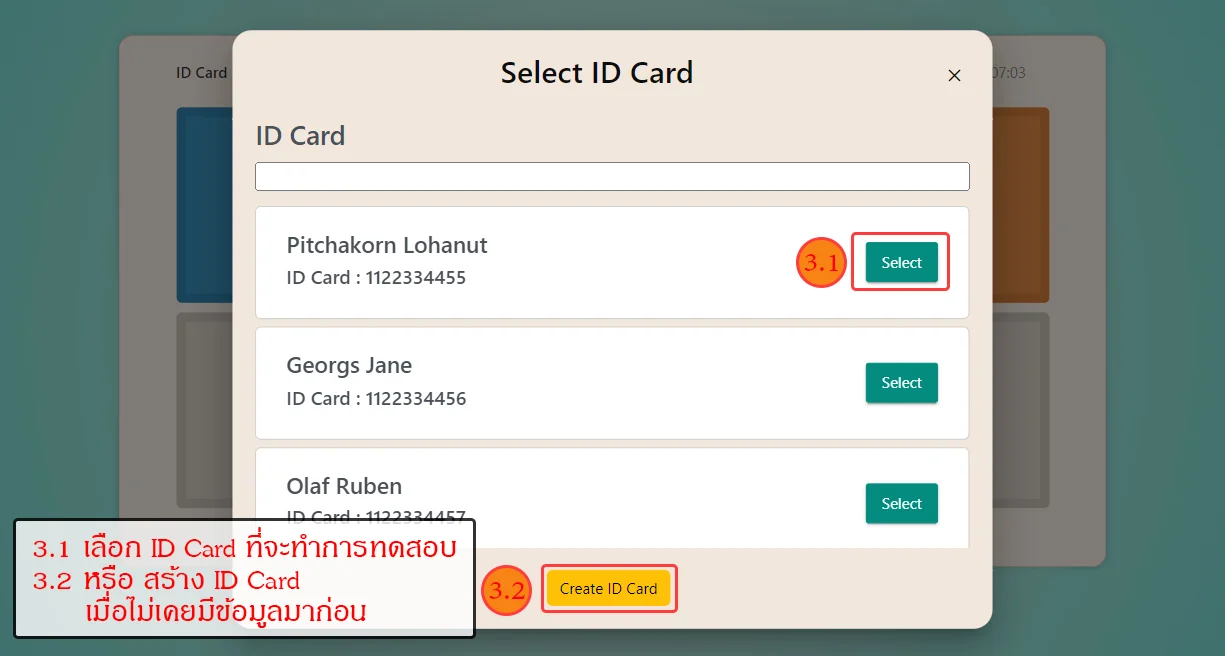 Select ID Card
×
ID Card
07:03
ID Card
Pitchakorn Lohanut
ID Card : 1122334455
3.1
Select
Georgs Jane
ID Card : 1122334456
Select
Olaf Ruben
ID Card : 1122334457
Select
3.1 เลือก ID Card ที่จะทำการทดสอบ
3.2 หรือ สร้าง ID Card
เมื่อไม่เคยมีข้อมูลมาก่อน
3.2
Create ID Card